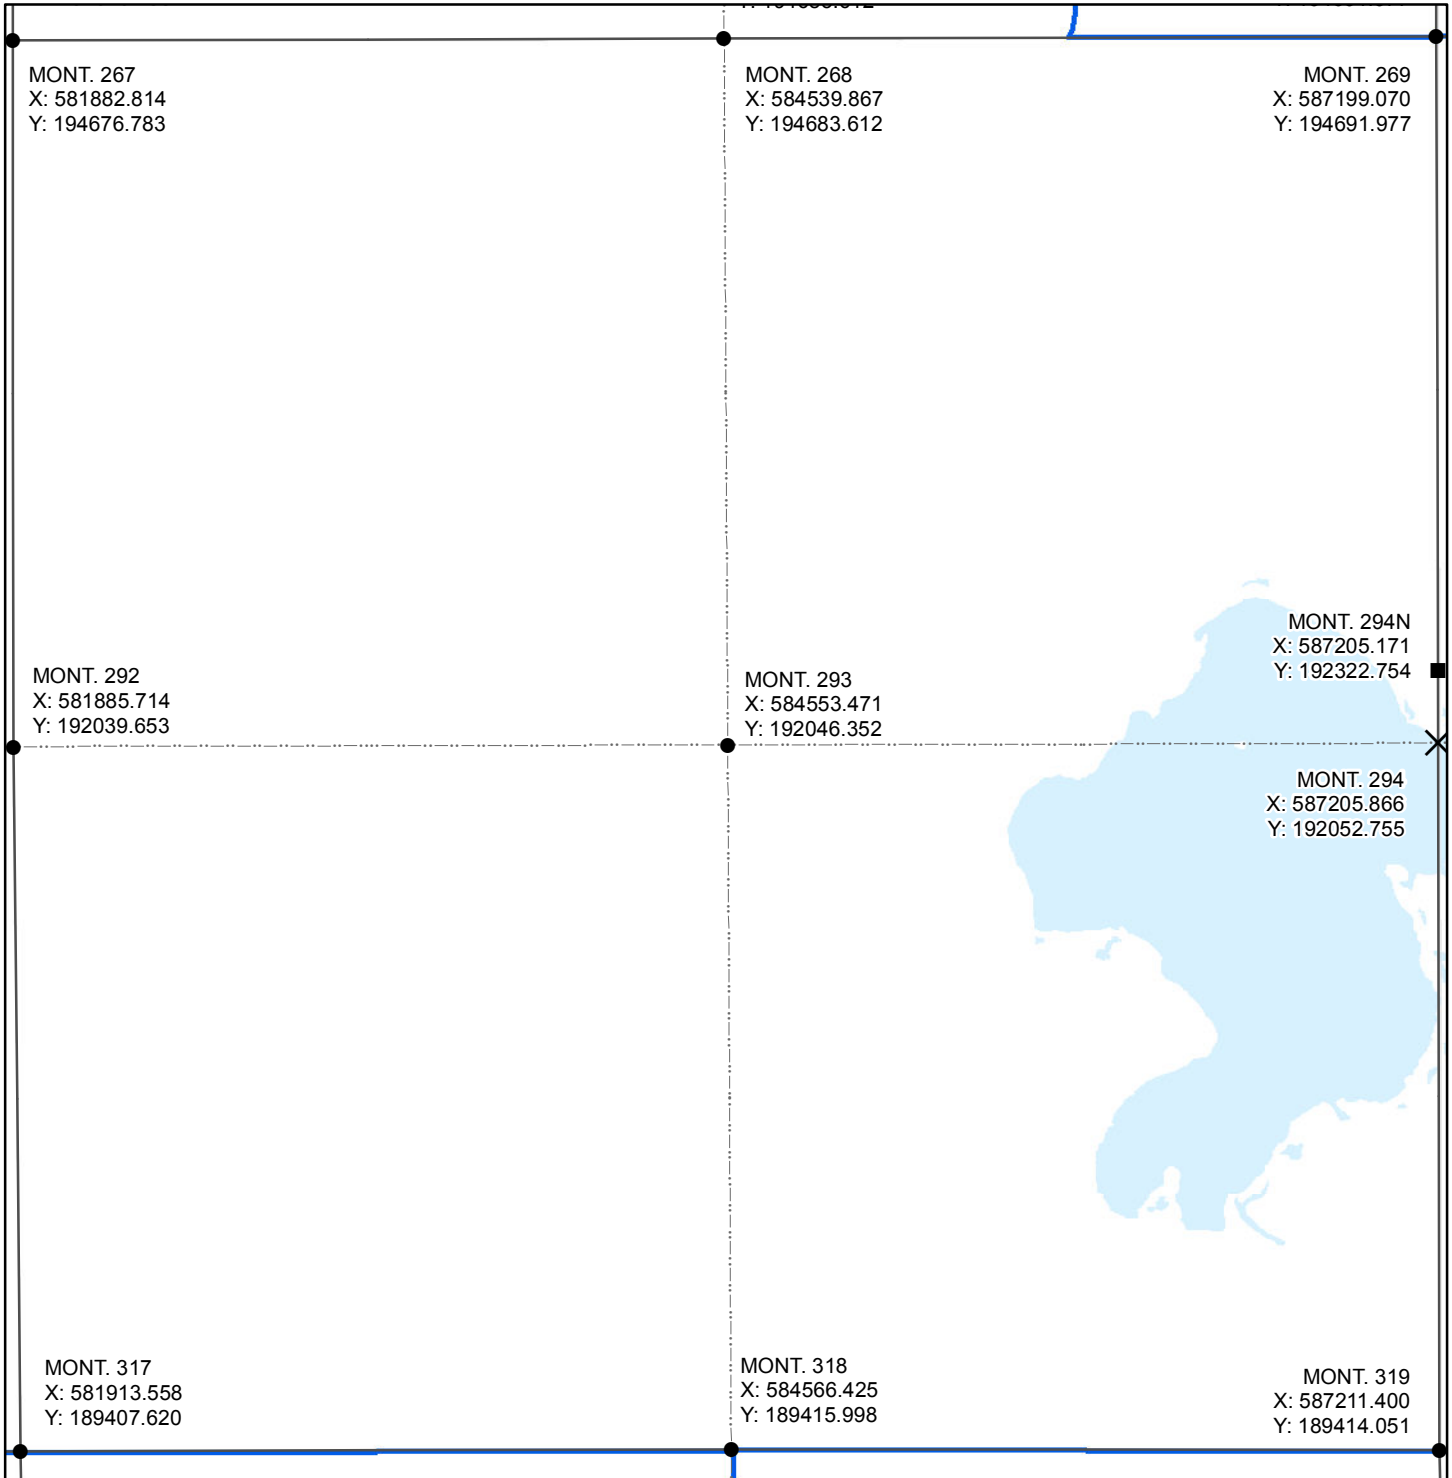 MONT. 267
X: 581882.814
Y: 194676.783
MONT. 268
X: 584539.867
Y: 194683.612
MONT. 269
X: 587199.070
Y: 194691.977
MONT. 294N
X: 587205.171
Y: 192322.754
MONT. 292
X: 581885.714
Y: 192039.653
MONT. 293
X: 584553.471
Y: 192046.352
MONT. 294
X: 587205.866
Y: 192052.755
MONT. 317
X: 581913.558
Y: 189407.620
MONT. 318
X: 584566.425
Y: 189415.998
MONT. 319
X: 587211.400
Y: 189414.051